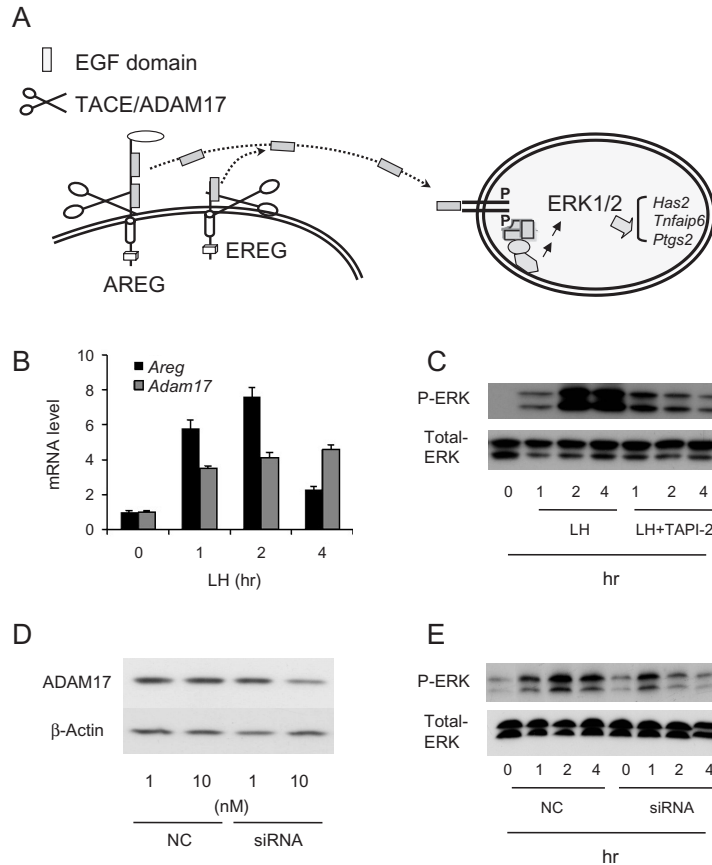 A
EGF domain
TACE/ADAM17
P
P
ERK1/2
Has2
Tnfaip6
Ptgs2
AREG
EREG
B
mRNA level
10
8
6
4
2
0
Areg
Adam17
0 1 2 4
LH (hr)
C
P-ERK
Total-
ERK
0 1 2 4 1 2 4
LH LH+TAPI-2
hr
D
ADAM17
β-Actin
1 10 1 10
(nM)
NC siRNA
E
P-ERK
Total-
ERK
0 1 2 4 0 1 2 4
NC siRNA
hr